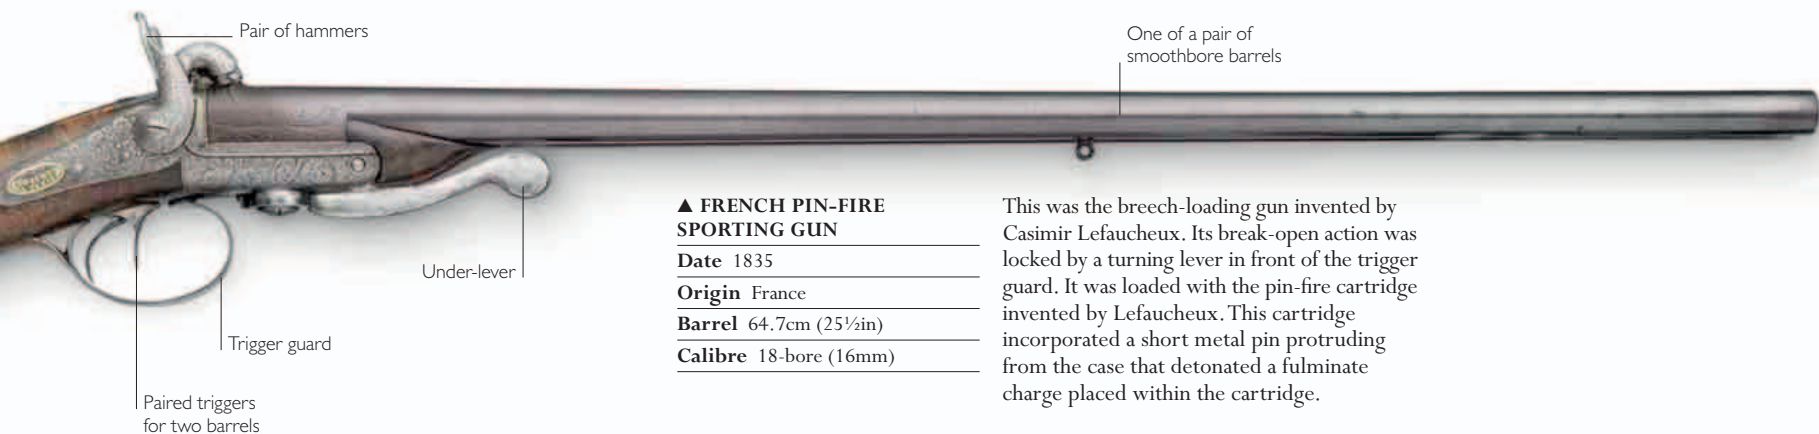 Pair of hammers
One of a pair of
smoothbore barrels
Under-lever
Trigger guard
Paired triggers
for two barrels
▲ FRENCH PIN-FIRE
SPORTING GUN
Date 1835
Origin France
Barrel 64.7cm (25½in)
Calibre 18-bore (16mm)
This was the breech-loading gun invented by
Casimir Lefaucheux. Its break-open action was
locked by a turning lever in front of the trigger
guard. It was loaded with the pin-fire cartridge
invented by Lefaucheux. This cartridge
incorporated a short metal pin protruding
from the case that detonated a fulminate
charge placed within the cartridge.